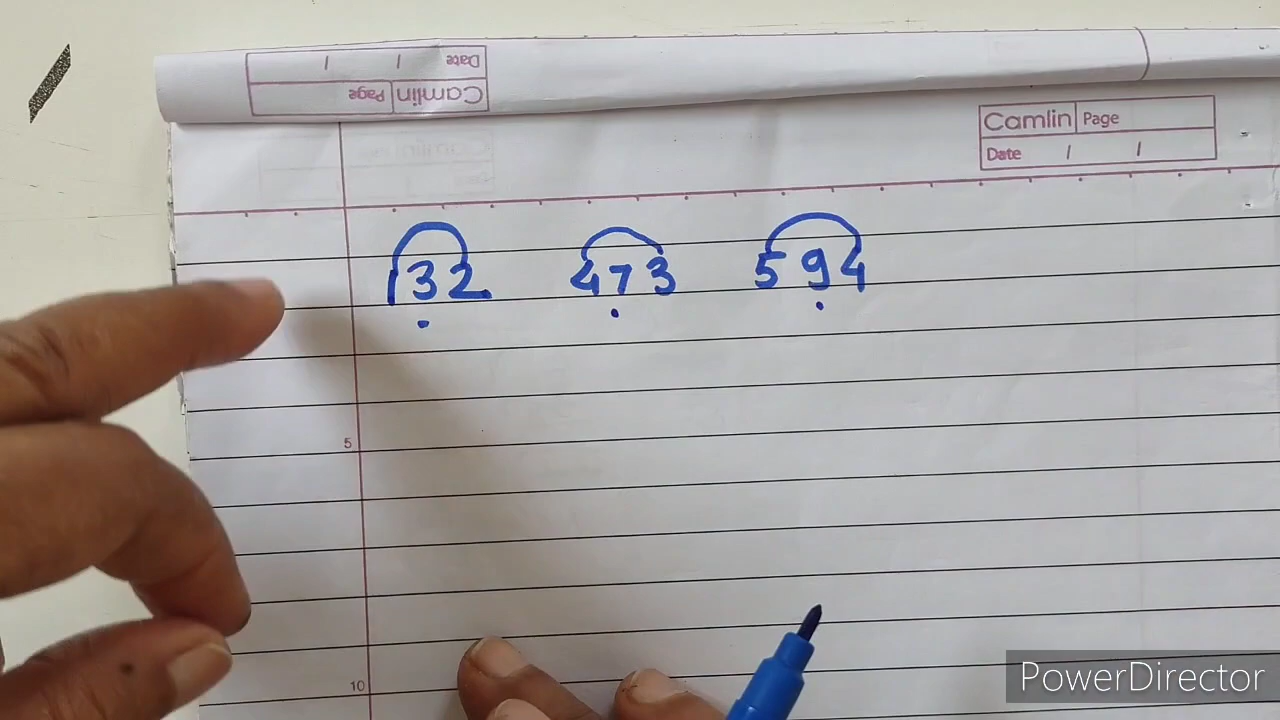 Date / /
Camlin Page
Camlin Page
Date / /
132 473 594
5
10
PowerDirector